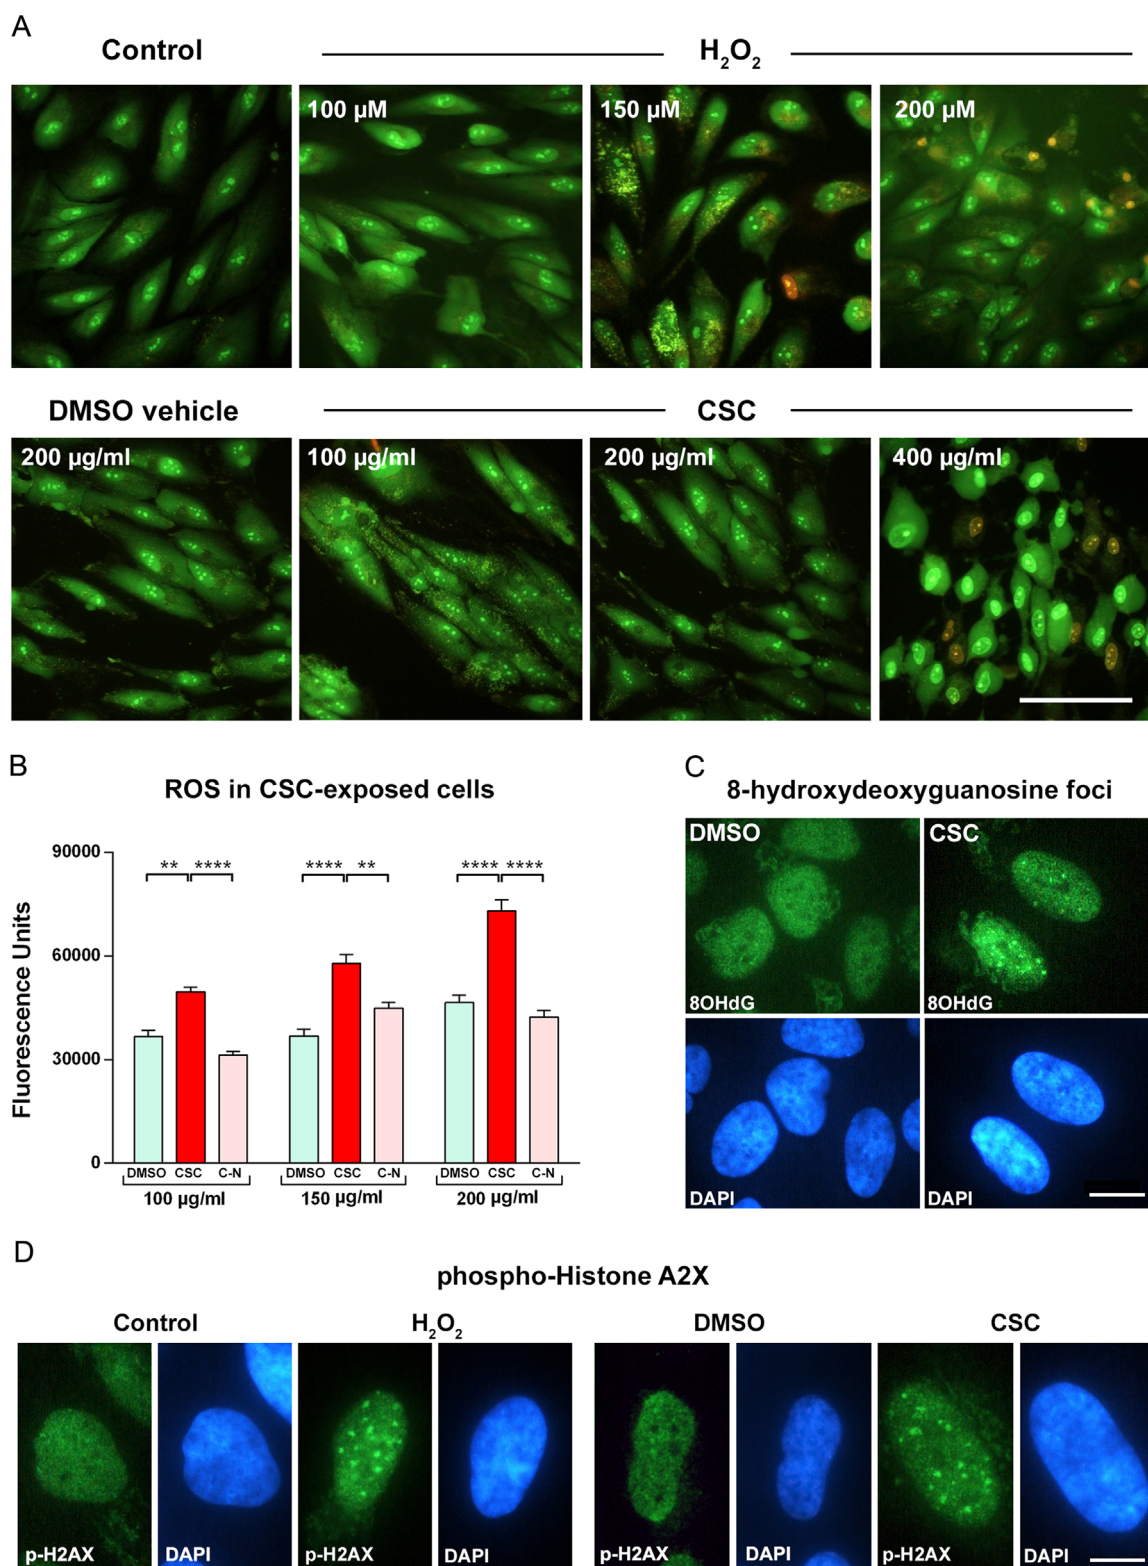 A
Control
H₂O₂
100 µM
150 µM
200 µM
DMSO vehicle
CSC
200 µg/ml
100 µg/ml
200 µg/ml
400 µg/ml
B
ROS in CSC-exposed cells
Fluorescence Units
90000
60000
30000
0
** **** **** ** **** ****
DMSO CSC C-N DMSO CSC C-N DMSO CSC C-N
100 µg/ml 150 µg/ml 200 µg/ml
C
8-hydroxydeoxyguanosine foci
DMSO
CSC
8OHdG
8OHdG
DAPI
DAPI
D
phospho-Histone A2X
Control
H₂O₂
DMSO
CSC
p-H2AX
DAPI
p-H2AX
DAPI
p-H2AX
DAPI
p-H2AX
DAPI